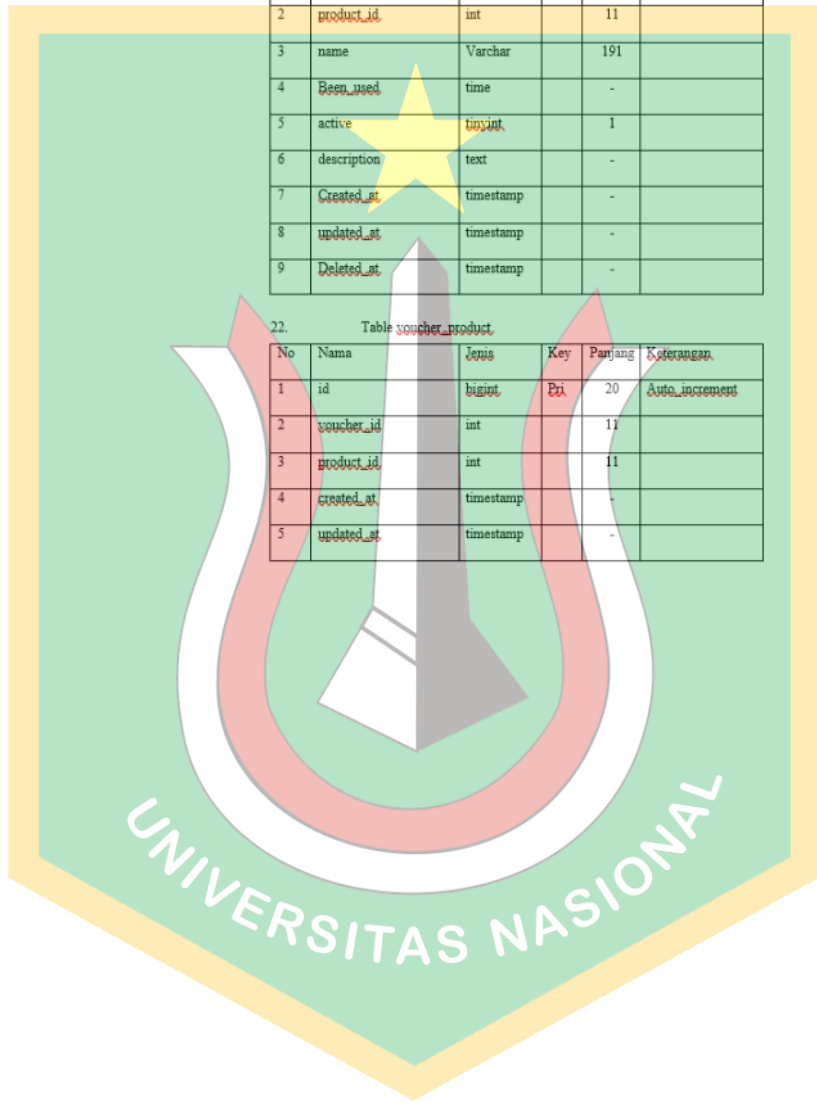 2 product_id int 11
3 name Varchar 191
4 Been_used time -
5 active tinyint 1
6 description text -
7 Created_at timestamp -
8 updated_at timestamp -
9 Deleted_at timestamp -
22. Table voucher_product
No Nama Jenis Key Panjang Keterangan
1 id bigint Pri 20 Auto_increment
2 voucher_id int 11
3 product_id int 11
4 created_at timestamp -
5 updated_at timestamp -
UNIVERSITAS NASIONAL